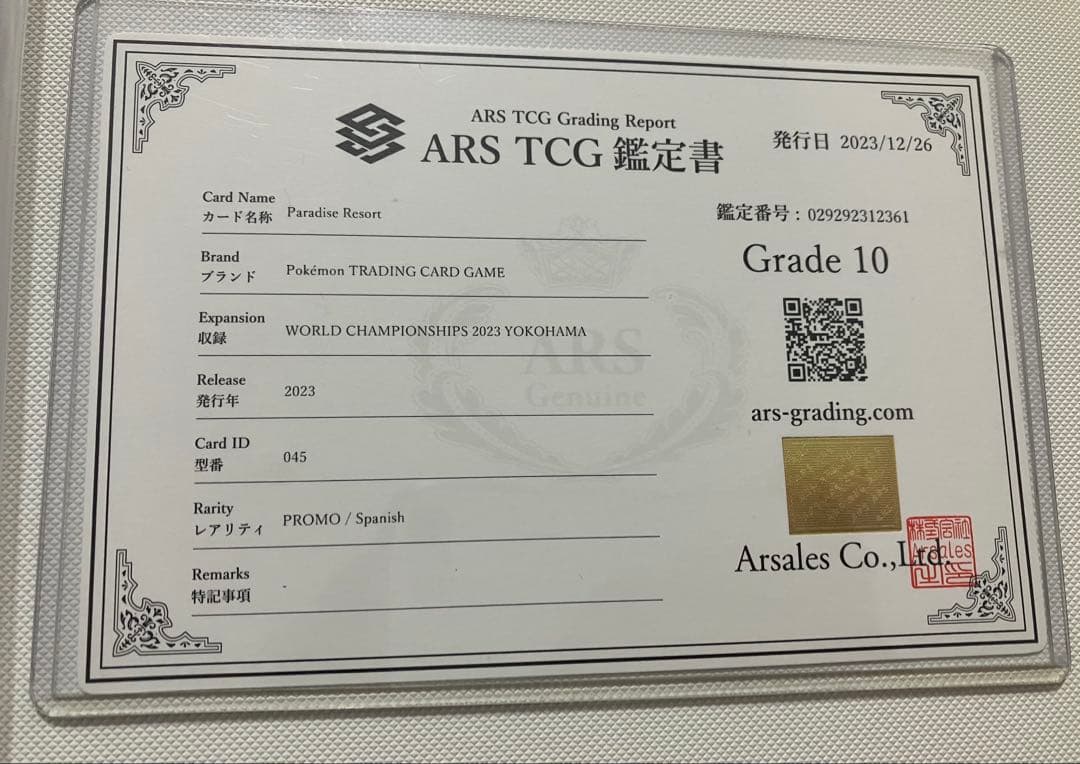 ARS TCG Grading Report
ARS TCG 鑑定書
発行日 2023/12/26
Card Name
カード名称
Paradise Resort
Brand
ブランド
Pokémon TRADING CARD GAME
Expansion
収録
WORLD CHAMPIONSHIPS 2023 YOKOHAMA
Release
発行年
2023
Card ID
型番
045
Rarity
レアリティ
PROMO / Spanish
Remarks
特記事項
-
鑑定番号 : 029292312361
Grade 10
ars-grading.com
Arsales Co.,Ltd.
ARS
Genuine
Arsales